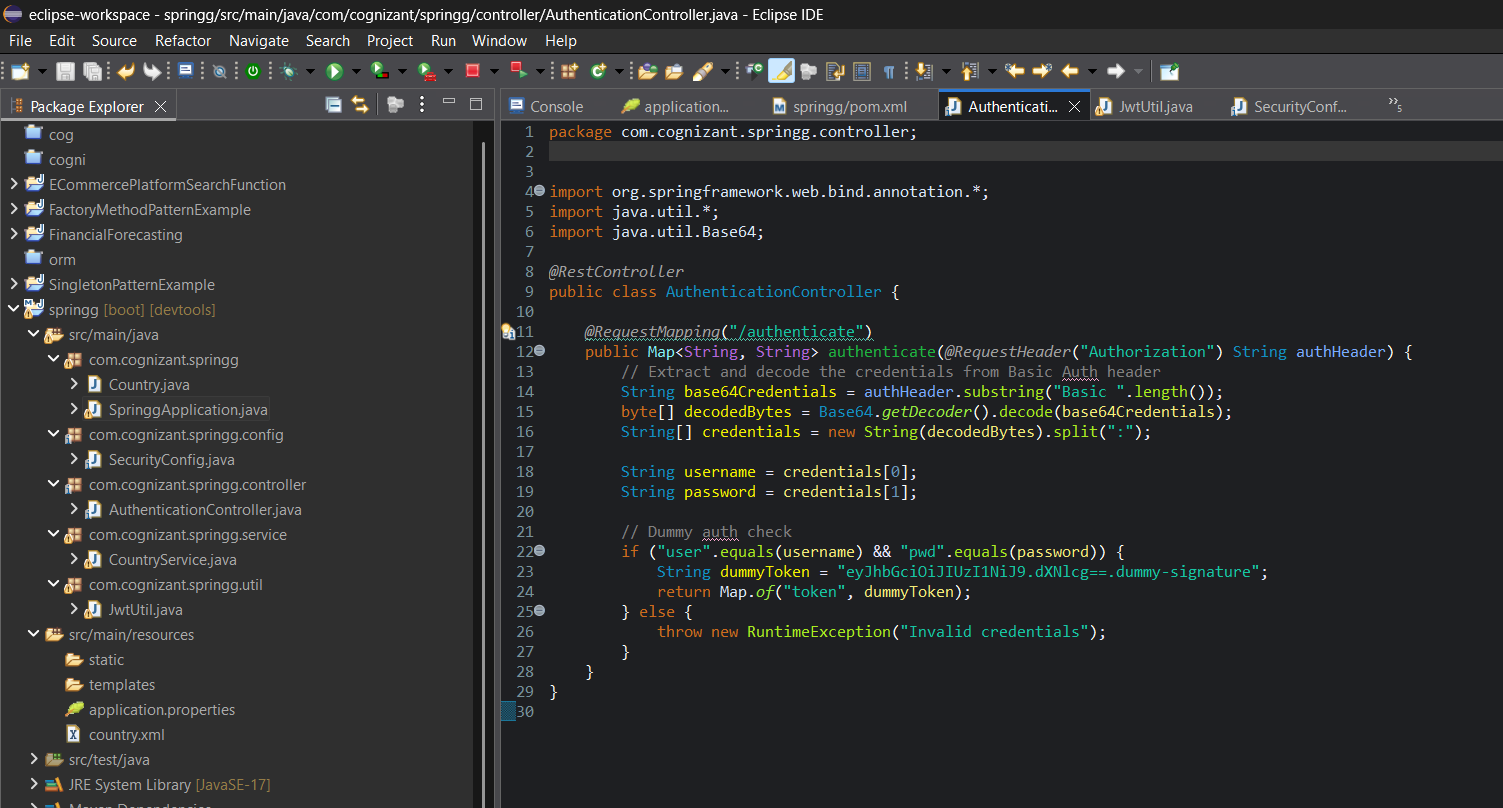 eclipse-workspace - springg/src/main/java/com/cognizant/springg/controller/AuthenticationController.java - Eclipse IDE
File Edit Source Refactor Navigate Search Project Run Window Help
Package Explorer
cog
cogni
ECommercePlatformSearchFunction
FactoryMethodPatternExample
FinancialForecasting
orm
SingletonPatternExample
springg [boot] [devtools]
src/main/java
com.cognizant.springg
Country.java
SpringgApplication.java
com.cognizant.springg.config
SecurityConfig.java
com.cognizant.springg.controller
AuthenticationController.java
com.cognizant.springg.service
CountryService.java
com.cognizant.springg.util
JwtUtil.java
src/main/resources
static
templates
application.properties
country.xml
src/test/java
JRE System Library [JavaSE-17]
Console application... springg/pom.xml Authenticati... JwtUtil.java SecurityConf... »5
1 package com.cognizant.springg.controller;
2
3
4 import org.springframework.web.bind.annotation.*;
5 import java.util.*;
6 import java.util.Base64;
7
8 @RestController
9 public class AuthenticationController {
10
11 @RequestMapping("/authenticate")
12 public Map<String, String> authenticate(@RequestHeader("Authorization") String authHeader) {
13 // Extract and decode the credentials from Basic Auth header
14 String base64Credentials = authHeader.substring("Basic ".length());
15 byte[] decodedBytes = Base64.getDecoder().decode(base64Credentials);
16 String[] credentials = new String(decodedBytes).split(":");
17
18 String username = credentials[0];
19 String password = credentials[1];
20
21 // Dummy auth check
22 if ("user".equals(username) && "pwd".equals(password)) {
23 String dummyToken = "eyJhbGciOiJIUzI1NiJ9.dXNlcg==.dummy-signature";
24 return Map.of("token", dummyToken);
25 } else {
26 throw new RuntimeException("Invalid credentials");
27 }
28 }
29 }
30